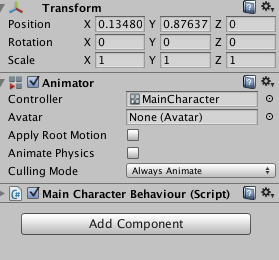 Transform
Position X 0.13480 Y 0.87637 Z 0
Rotation X 0 Y 0 Z 0
Scale X 1 Y 1 Z 1
Animator
Controller MainCharacter
Avatar None (Avatar)
Apply Root Motion
Animate Physics
Culling Mode Always Animate
C# Main Character Behaviour (Script)
Add Component